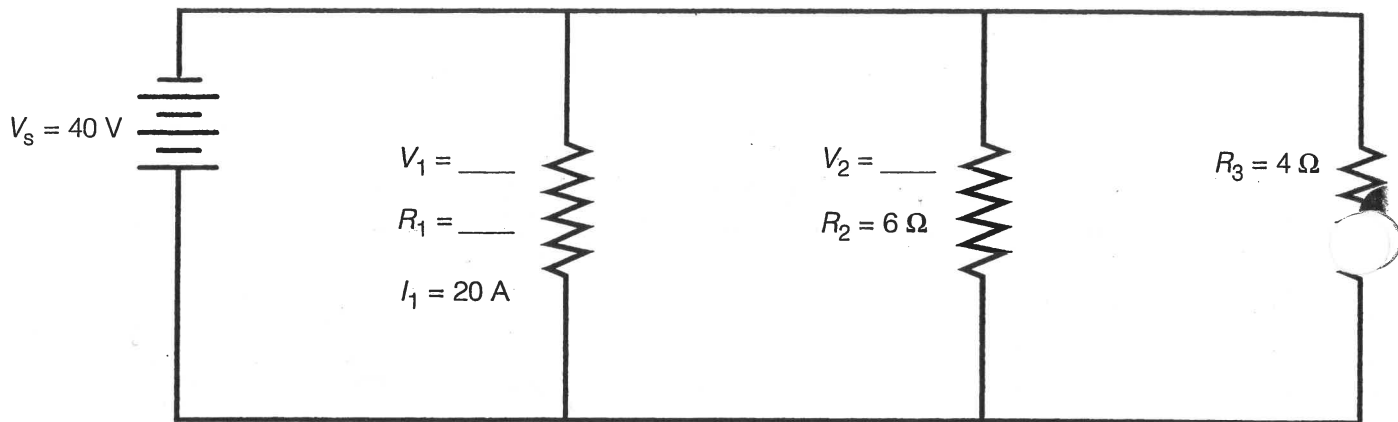 V_s = 40 V
V_1 = ____
R_1 = ____
I_1 = 20 A
V_2 = ____
R_2 = 6 Ω
R_3 = 4 Ω